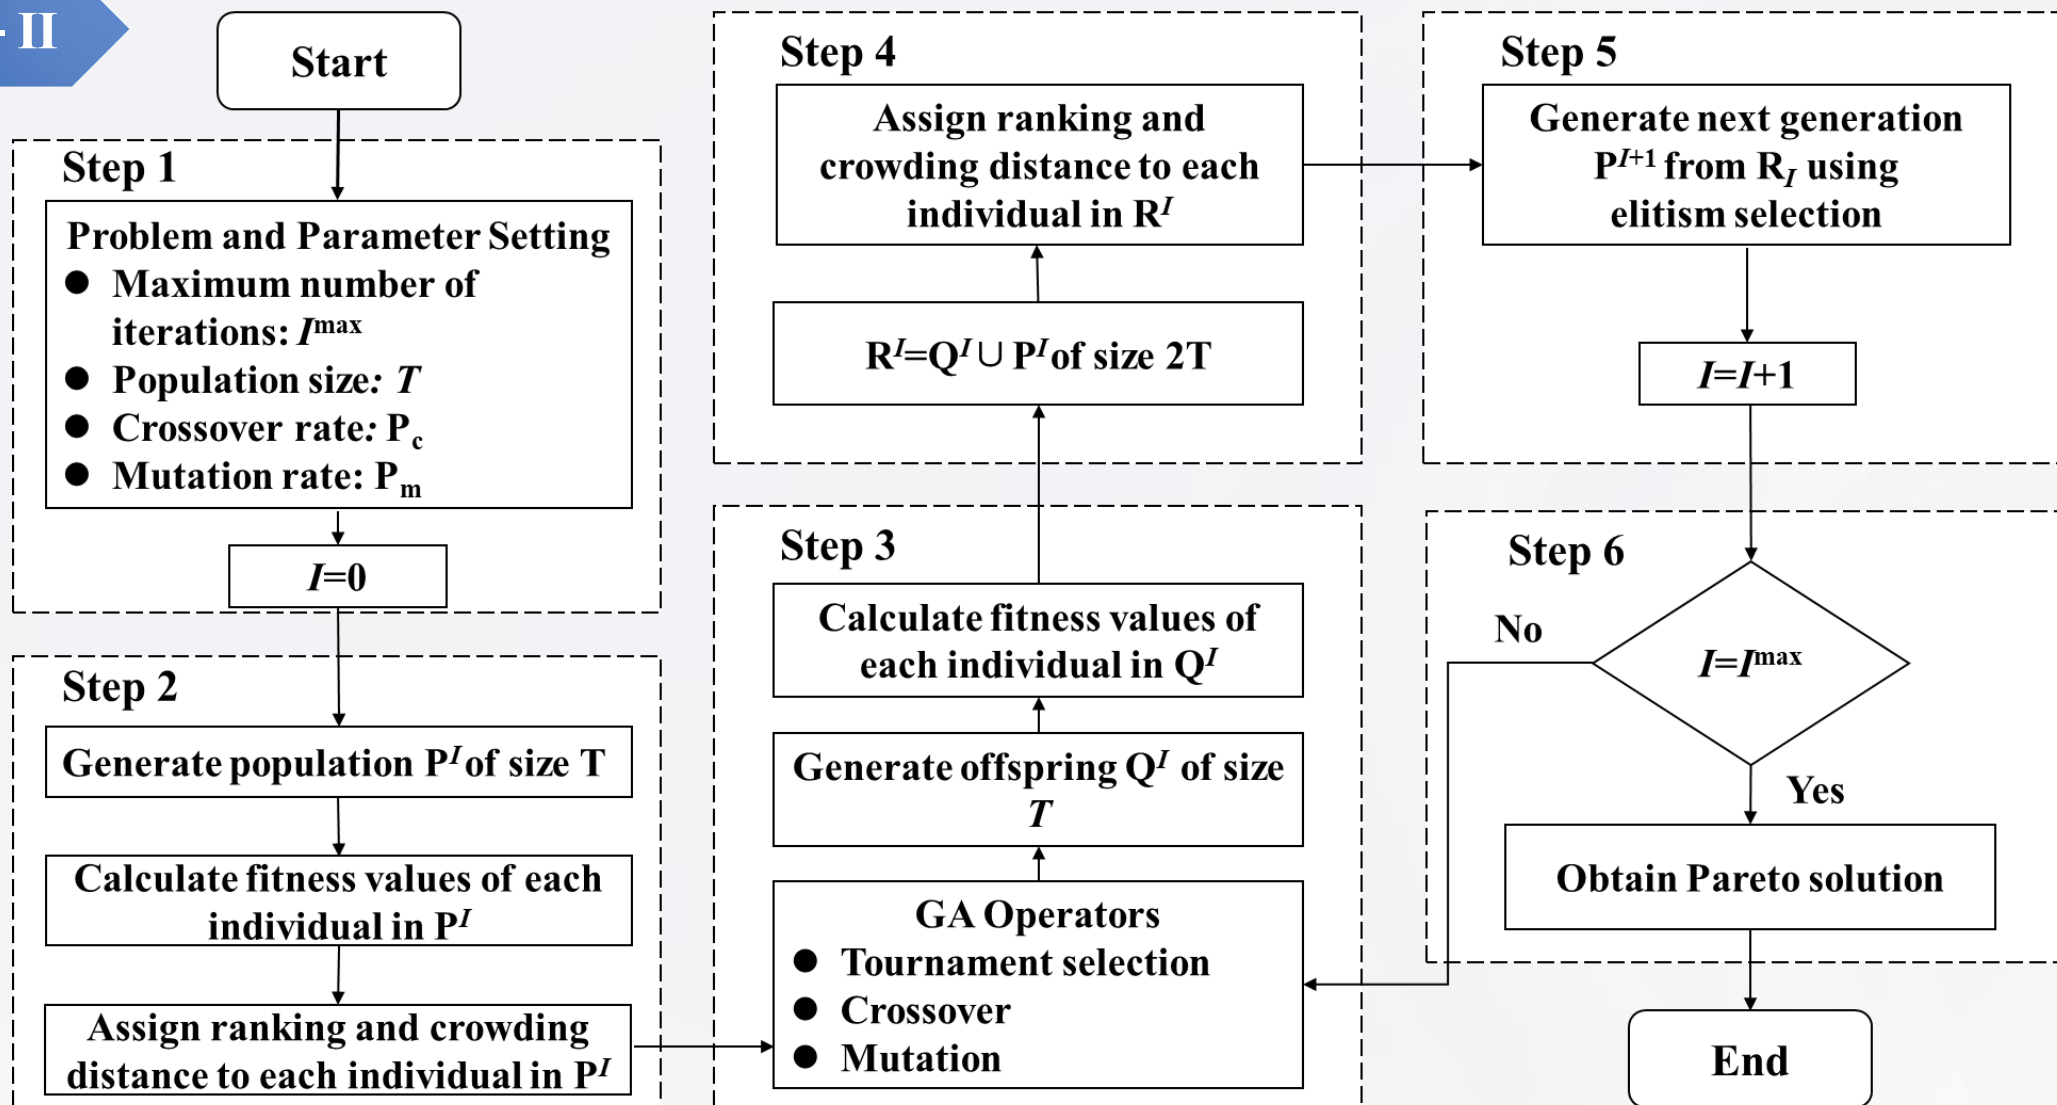 - II
Start
Step 1
Problem and Parameter Setting
● Maximum number of
iterations: Iᵐᵃˣ
● Population size: T
● Crossover rate: P_c
● Mutation rate: P_m
I=0
Step 2
Generate population P^I of size T
Calculate fitness values of each
individual in P^I
Assign ranking and crowding
distance to each individual in P^I
Step 3
Calculate fitness values of
each individual in Q^I
Generate offspring Q^I of size
T
GA Operators
● Tournament selection
● Crossover
● Mutation
Step 4
Assign ranking and
crowding distance to each
individual in R^I
R^I=Q^I ∪ P^I of size 2T
Step 5
Generate next generation
P^{I+1} from R_I using
elitism selection
I=I+1
Step 6
No
I=Iᵐᵃˣ
Yes
Obtain Pareto solution
End